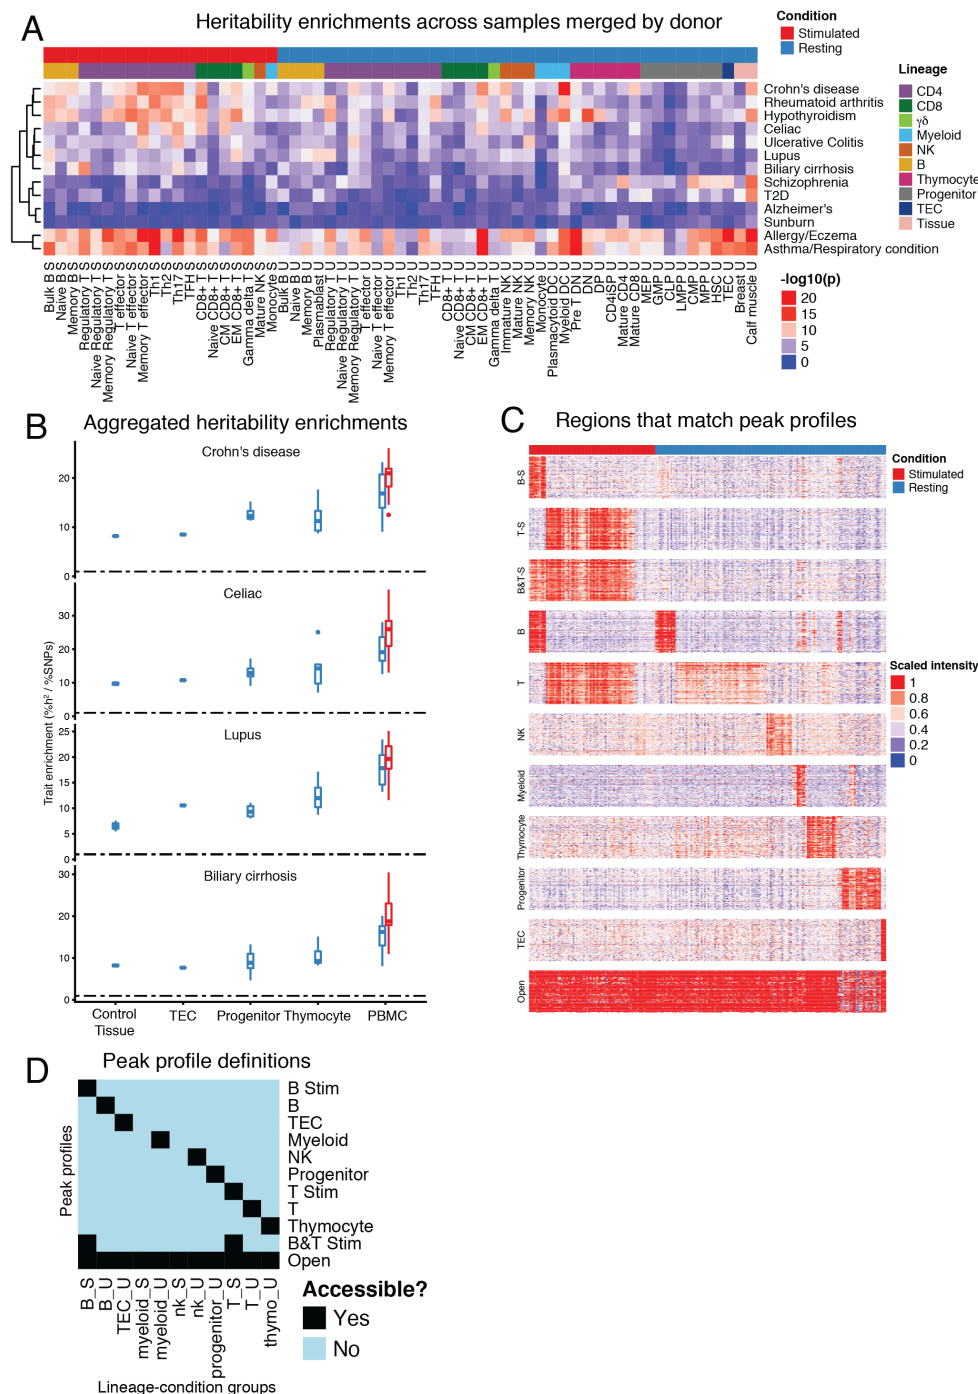 A
Heritability enrichments across samples merged by donor
Condition
Stimulated
Resting
Lineage
CD4
CD8
γδ
Myeloid
NK
B
Thymocyte
Progenitor
TEC
Tissue
Crohn's disease
Rheumatoid arthritis
Hypothyroidism
Celiac
Ulcerative Colitis
Lupus
Biliary cirrhosis
Schizophrenia
T2D
Alzheimer's
Sunburn
Allergy/Eczema
Asthma/Respiratory condition
-log10(p)
20
15
10
5
0
Bulk B S
Naive B S
Memory B S
Regulatory T S
Naive Regulatory T S
Memory Regulatory T S
T effector S
Naive T effector S
Memory T effector S
Th1 S
Th2 S
Th17 S
TFH S
CD8+ T S
Naive CD8+ T S
CM CD8+ T S
EM CD8+ T S
Gamma delta T S
Mature NK S
Monocyte S
Bulk B U
Naive B U
Memory B U
Plasmablast U
Regulatory T U
Naive Regulatory T U
Memory Regulatory T U
T effector U
Naive T effector U
Memory T effector U
Th1 U
Th2 U
Th17 U
TFH U
CD8+ T U
Naive CD8+ T U
CM CD8+ T U
EM CD8+ T U
Gamma delta T U
Immature NK U
Mature NK U
Memory NK U
Monocyte U
Plasmacytoid DC U
Myeloid DC U
Pre T DN U
DN U
DP U
CD4iSP U
Mature CD4 U
Mature CD8 U
MEP U
GMP U
CLP U
LMPP U
CMP U
MPP U
HSC U
TEC U
Breast U
Calf muscle U
B
Aggregated heritability enrichments
Trait enrichment (%h² / %SNPs)
Crohn's disease
20
10
0
Celiac
30
20
10
0
Lupus
25
20
15
10
5
0
Biliary cirrhosis
30
20
10
0
Control
Tissue
TEC
Progenitor
Thymocyte
PBMC
C
Regions that match peak profiles
Condition
Stimulated
Resting
B-S
T-S
B&T-S
B
T
NK
Myeloid
Thymocyte
Progenitor
TEC
Open
Scaled intensity
1
0.8
0.6
0.4
0.2
0
D
Peak profile definitions
Peak profiles
B Stim
B
TEC
Myeloid
NK
Progenitor
T Stim
T
Thymocyte
B&T Stim
Open
B_S
B_U
TEC_U
myeloid_S
myeloid_U
nk_S
nk_U
progenitor_U
T_S
T_U
thymo_U
Lineage-condition groups
Accessible?
Yes
No